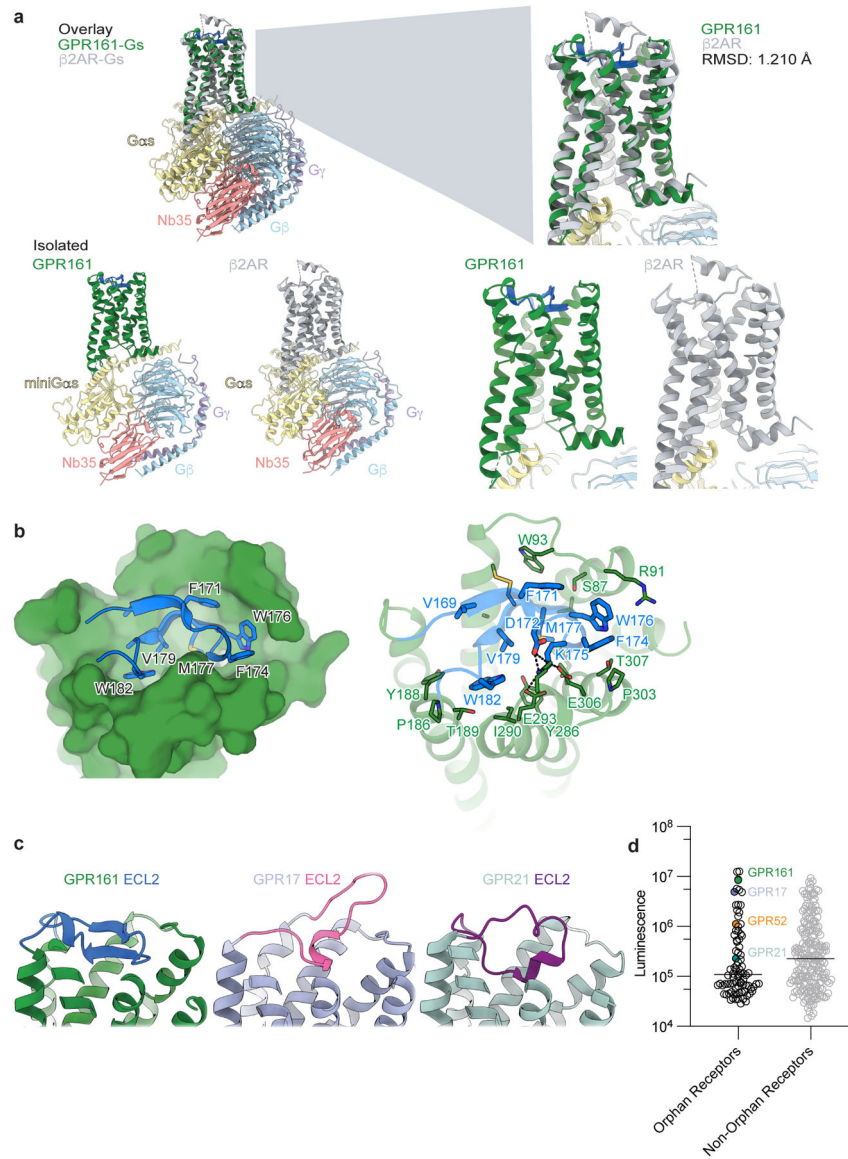 a
Overlay
GPR161-Gs
β2AR-Gs
Gαs
Gγ
Nb35
Gβ
GPR161
β2AR
RMSD: 1.210 Å
Isolated
GPR161
β2AR
miniGαs
Gγ
Nb35
Gβ
Gαs
Gγ
Nb35
Gβ
GPR161
β2AR
b
F171
W176
V179
M177
F174
W182
W93
S87
R91
F171
V169
D172
M177
W176
V179
K175
F174
T307
W182
Y188
E306
P303
P186
T189
I290
E293
Y286
c
GPR161 ECL2
GPR17 ECL2
GPR21 ECL2
d
Luminescence
10⁸
10⁷
10⁶
10⁵
10⁴
GPR161
GPR17
GPR52
GPR21
Orphan Receptors
Non-Orphan Receptors